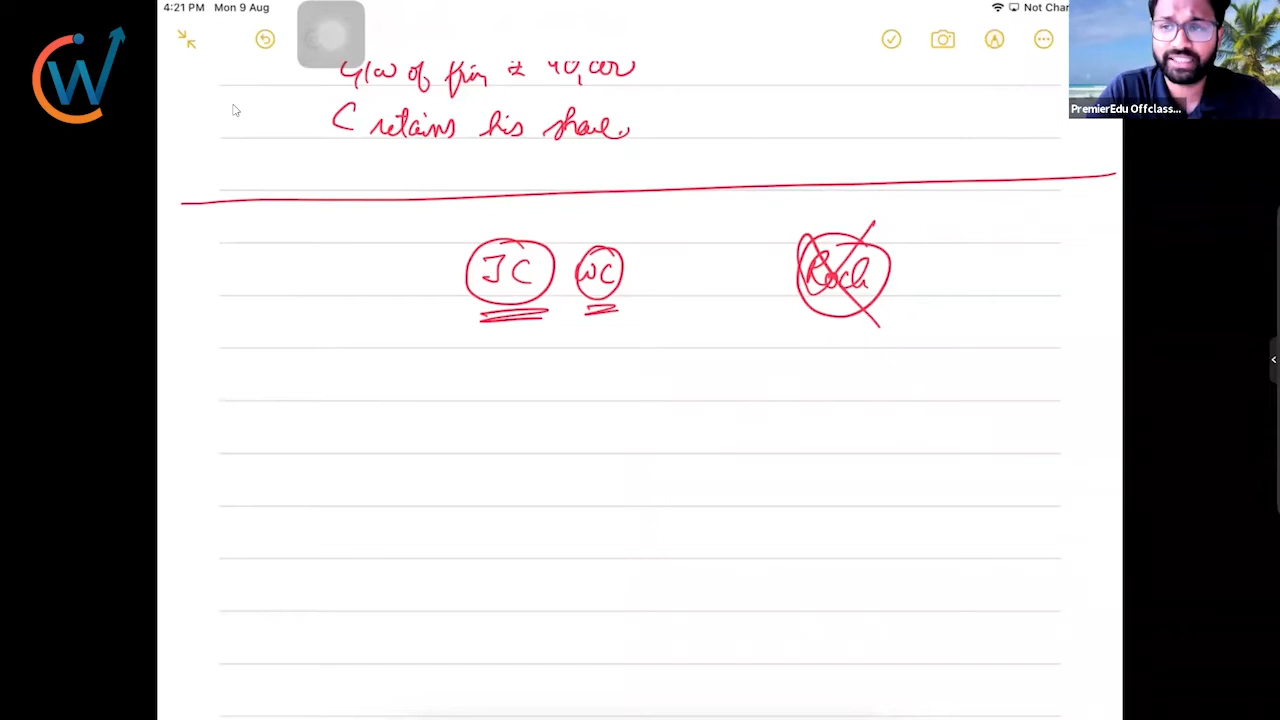 4:21 PM Mon 9 Aug
Not Char
W
PremierEdu Offclass...
G/W of firm ₹ 40,000
C retains his share.
JC WC